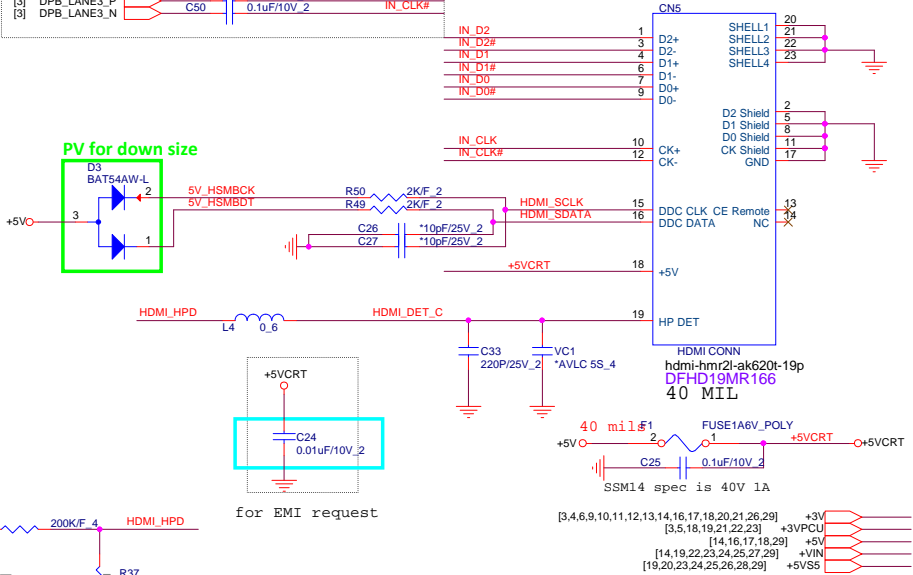 [3] DPB_LANE3_P
[3] DPB_LANE3_N
C50
0.1uF/10V_2
IN_CLK#
CN5
IN_D2 1 D2+
IN_D2# 3 D2-
IN_D1 4 D1+
IN_D1# 6 D1-
IN_D0 7 D0+
IN_D0# 9 D0-
SHELL1 20
SHELL2 21
SHELL3 22
SHELL4 23
D2 Shield 2
D1 Shield 5
D0 Shield 8
CK Shield 11
GND 17
IN_CLK 10 CK+
IN_CLK# 12 CK-
PV for down size
D3
BAT54AW-L
+5V 3
2 5V_HSMBCK R50 2K/F_2
5V_HSMBDT R49 2K/F_2
1
HDMI_SCLK 15 DDC CLK CE Remote 13
HDMI_SDATA 16 DDC DATA NC 14
C26 *10pF/25V_2
C27 *10pF/25V_2
+5VCRT 18 +5V
HDMI_HPD L4 0_6 HDMI_DET_C 19 HP DET
C33
220P/25V_2
VC1
*AVLC 5S_4
HDMI CONN
hdmi-hmr2l-ak620t-19p
DFHD19MR166
40 MIL
+5VCRT
C24
0.01uF/10V_2
for EMI request
40 mils F1 FUSE1A6V_POLY
+5V 2 1 +5VCRT +5VCRT
C25 0.1uF/10V_2
SSM14 spec is 40V 1A
[3,4,6,9,10,11,12,13,14,16,17,18,20,21,26,29] +3V
[3,5,18,19,21,22,23] +3VPCU
[14,16,17,18,29] +5V
[14,19,22,23,24,25,27,29] +VIN
[19,20,23,24,25,26,28,29] +5VS5
200K/F_4 HDMI_HPD
R37